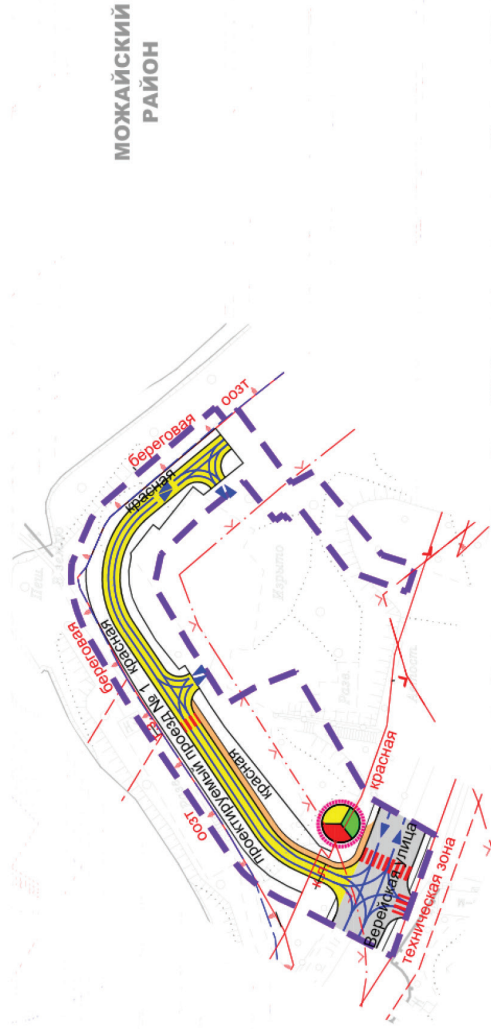 МОЖАЙСКИЙ
РАЙОН
оозт
береговая
красная
береговая
красная
проектируемый проезд № 1
оозт
красная
красная
Верейская улица
техническая зона